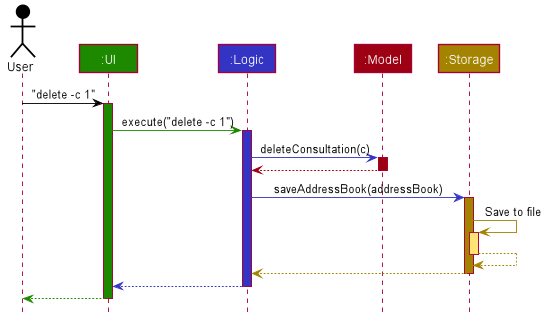 User
:UI
:Logic
:Model
:Storage
"delete -c 1"
execute("delete -c 1")
deleteConsultation(c)
saveAddressBook(addressBook)
Save to file